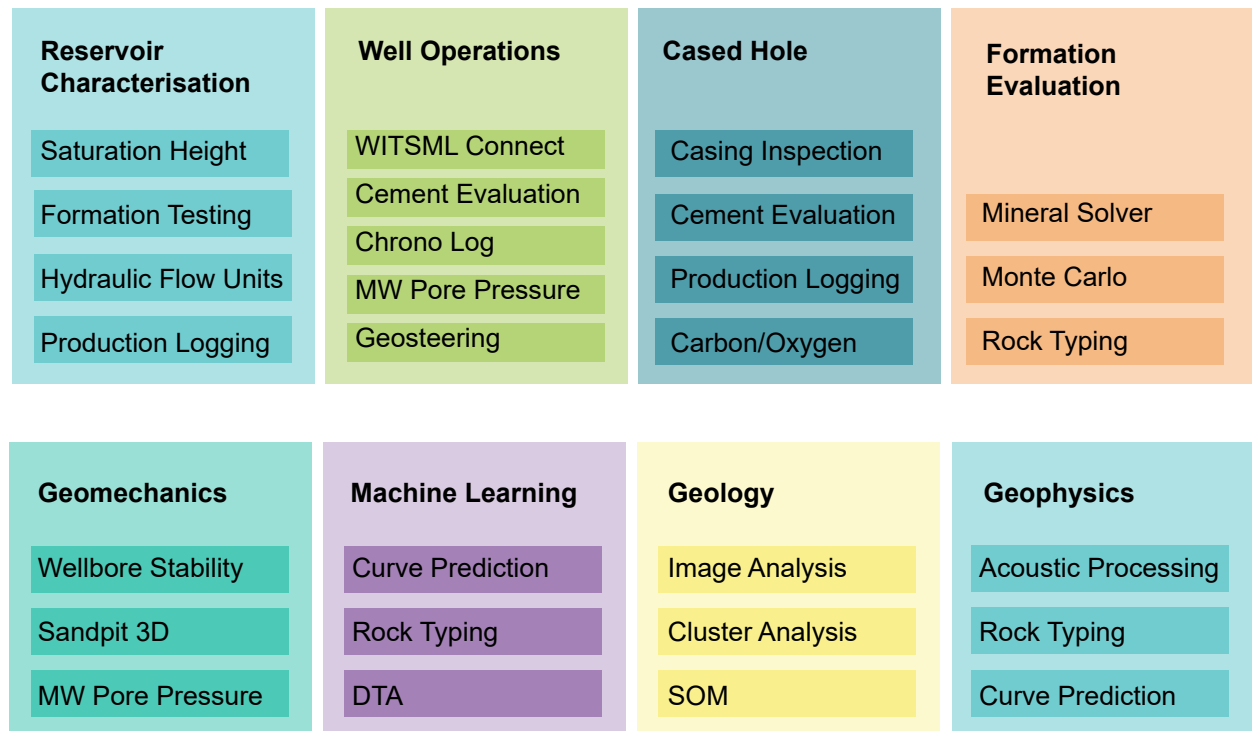 Reservoir
Characterisation
Saturation Height
Formation Testing
Hydraulic Flow Units
Production Logging
Well Operations
WITSML Connect
Cement Evaluation
Chrono Log
MW Pore Pressure
Geosteering
Cased Hole
Casing Inspection
Cement Evaluation
Production Logging
Carbon/Oxygen
Formation
Evaluation
Mineral Solver
Monte Carlo
Rock Typing
Geomechanics
Wellbore Stability
Sandpit 3D
MW Pore Pressure
Machine Learning
Curve Prediction
Rock Typing
DTA
Geology
Image Analysis
Cluster Analysis
SOM
Geophysics
Acoustic Processing
Rock Typing
Curve Prediction